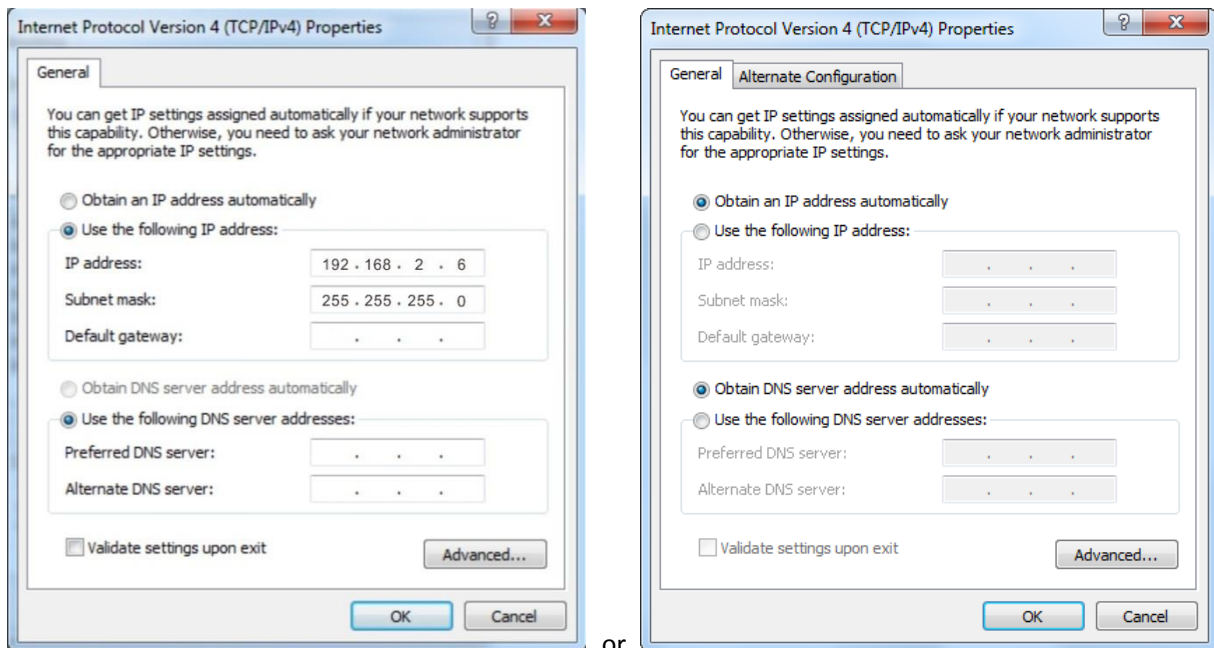 Internet Protocol Version 4 (TCP/IPv4) Properties
General
You can get IP settings assigned automatically if your network supports
this capability. Otherwise, you need to ask your network administrator
for the appropriate IP settings.
Obtain an IP address automatically
Use the following IP address:
IP address: 192 . 168 . 2 . 6
Subnet mask: 255 . 255 . 255 . 0
Default gateway: . . .
Obtain DNS server address automatically
Use the following DNS server addresses:
Preferred DNS server: . . .
Alternate DNS server: . . .
Validate settings upon exit
Advanced...
OK Cancel
or
Internet Protocol Version 4 (TCP/IPv4) Properties
General Alternate Configuration
You can get IP settings assigned automatically if your network supports
this capability. Otherwise, you need to ask your network administrator
for the appropriate IP settings.
Obtain an IP address automatically
Use the following IP address:
IP address: . . .
Subnet mask: . . .
Default gateway: . . .
Obtain DNS server address automatically
Use the following DNS server addresses:
Preferred DNS server: . . .
Alternate DNS server: . . .
Validate settings upon exit
Advanced...
OK Cancel